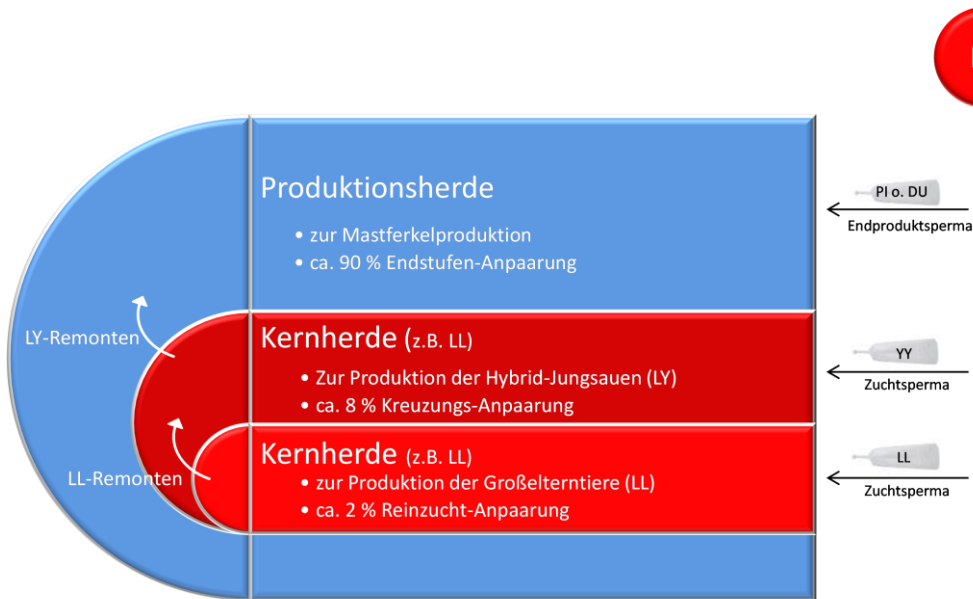 Produktionsherde
• zur Mastferkelproduktion
• ca. 90 % Endstufen-Anpaarung
PI o. DU
Endproduktsperma
LY-Remonten
Kernherde (z.B. LL)
• Zur Produktion der Hybrid-Jungsauen (LY)
• ca. 8 % Kreuzungs-Anpaarung
YY
Zuchtsperma
LL-Remonten
Kernherde (z.B. LL)
• zur Produktion der Großelterntiere (LL)
• ca. 2 % Reinzucht-Anpaarung
LL
Zuchtsperma